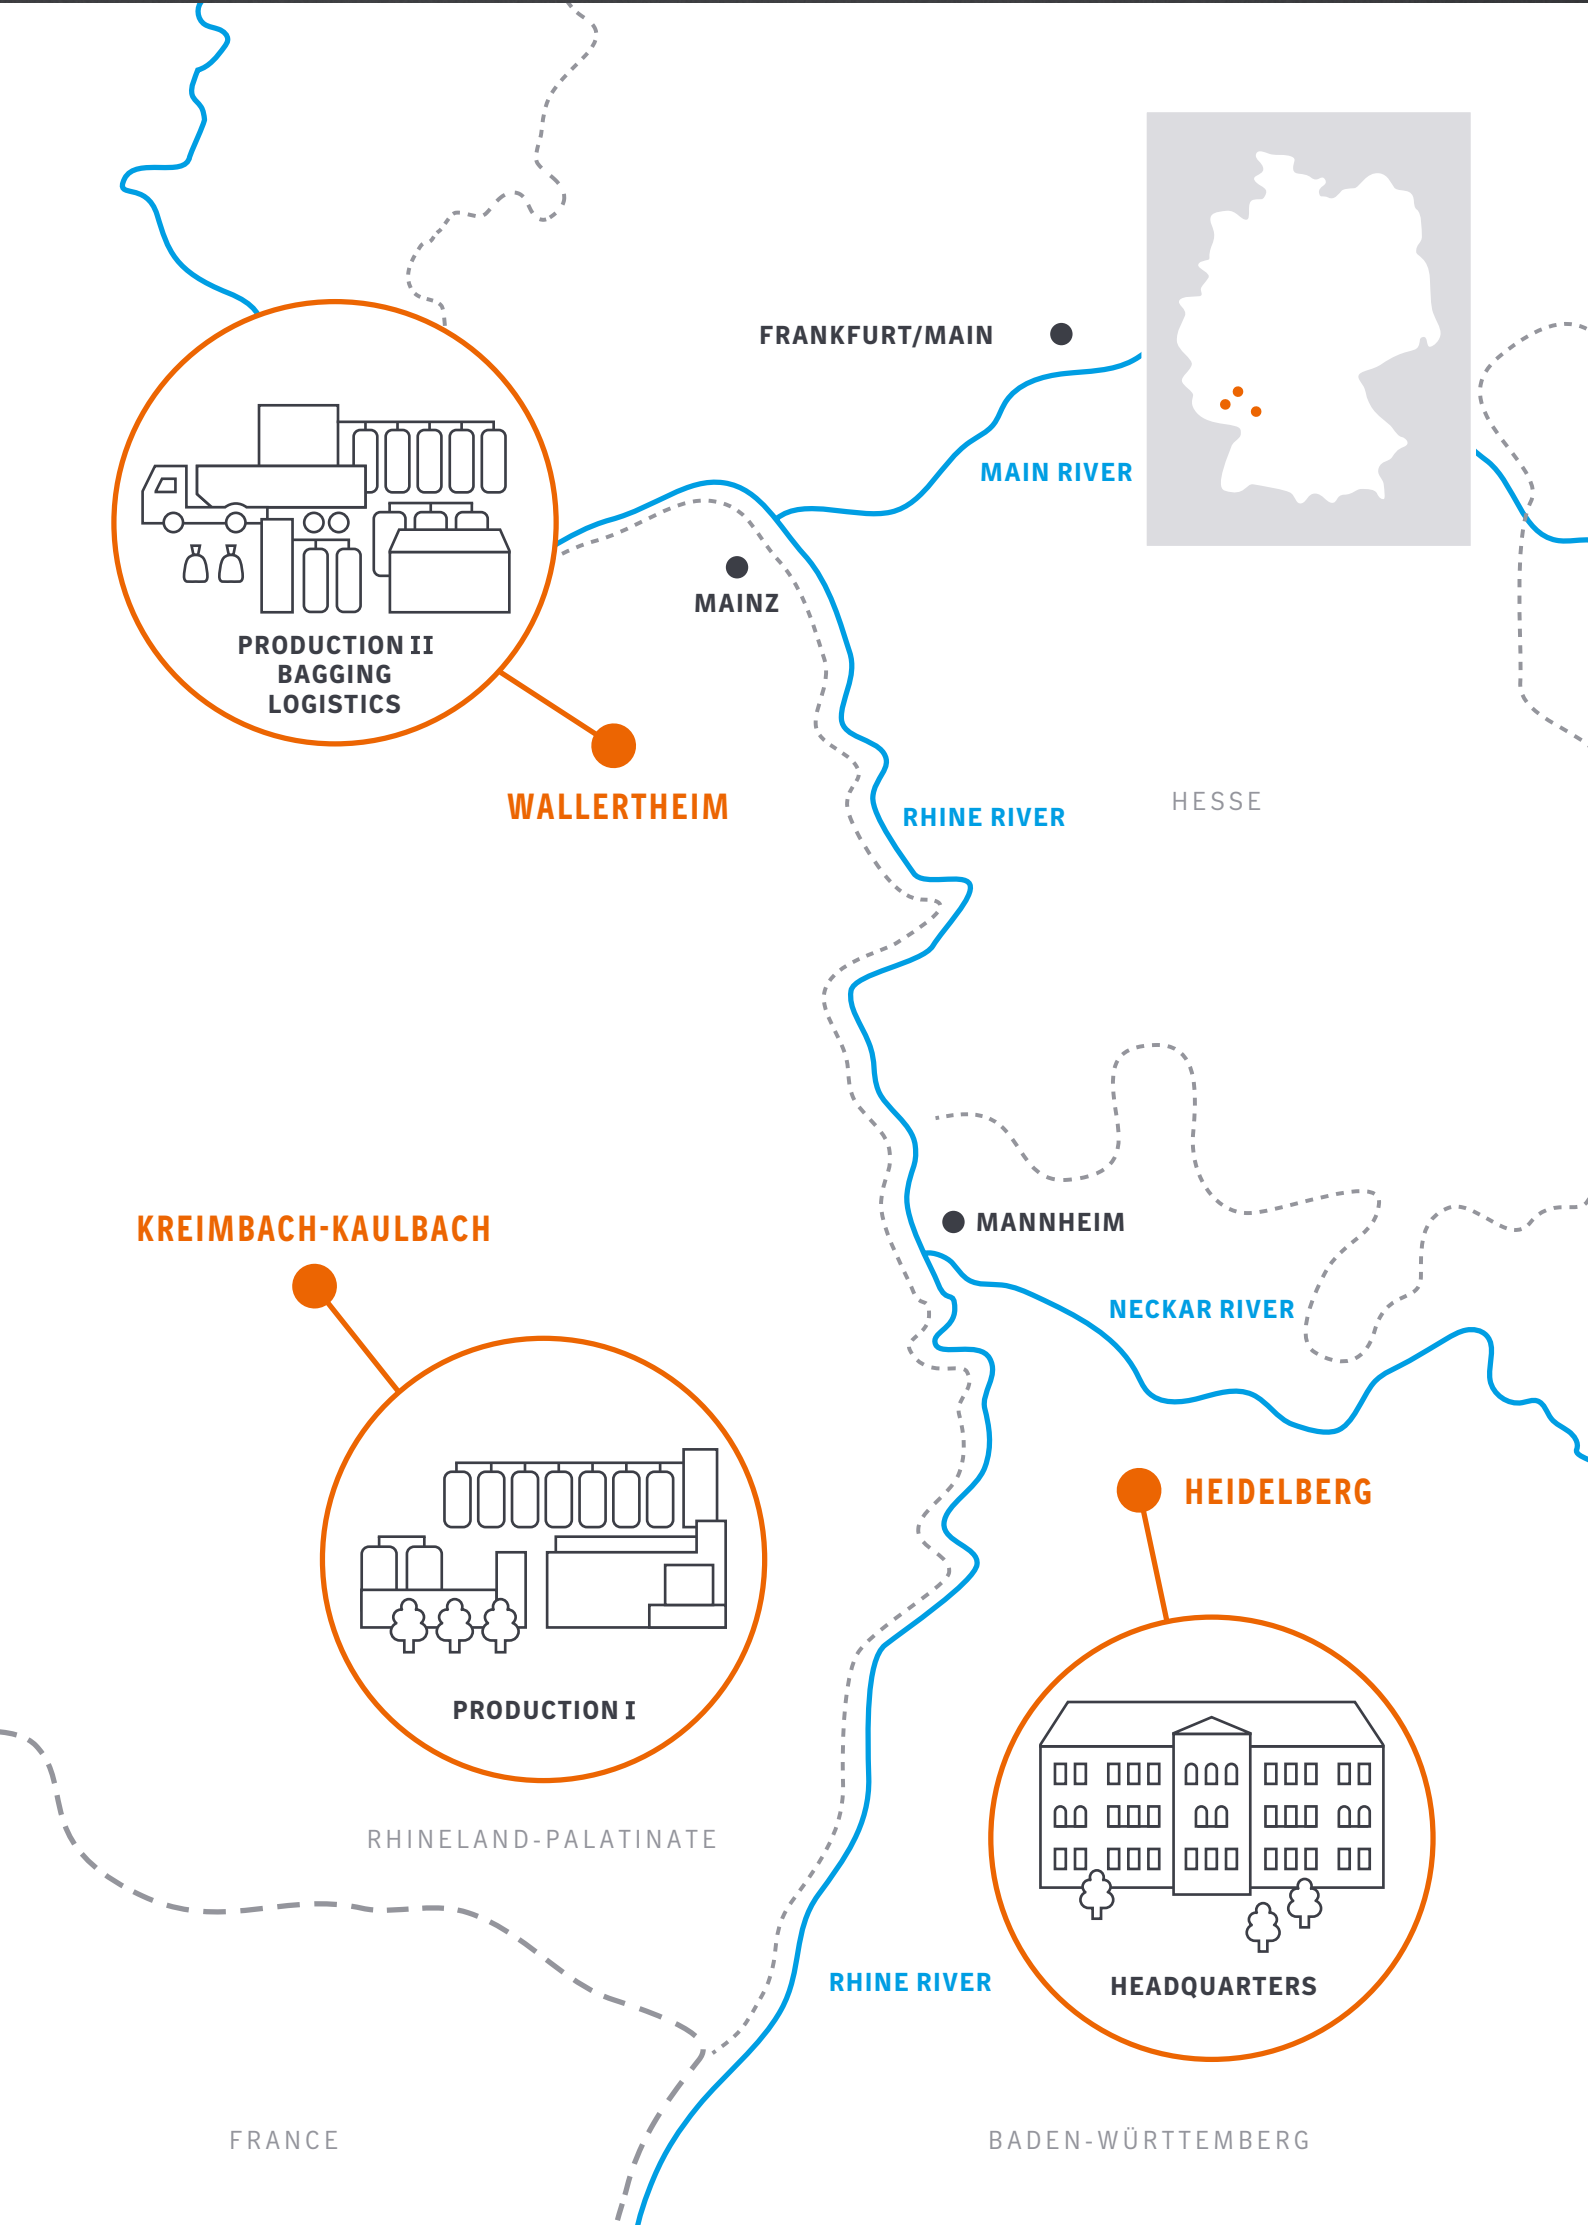 FRANKFURT/MAIN
MAIN RIVER
MAINZ
PRODUCTION II
BAGGING
LOGISTICS
WALLERTHEIM
RHINE RIVER
HESSE
KREIMBACH-KAULBACH
MANNHEIM
NECKAR RIVER
HEIDELBERG
PRODUCTION I
RHINELAND-PALATINATE
RHINE RIVER
HEADQUARTERS
FRANCE
BADEN-WÜRTTEMBERG